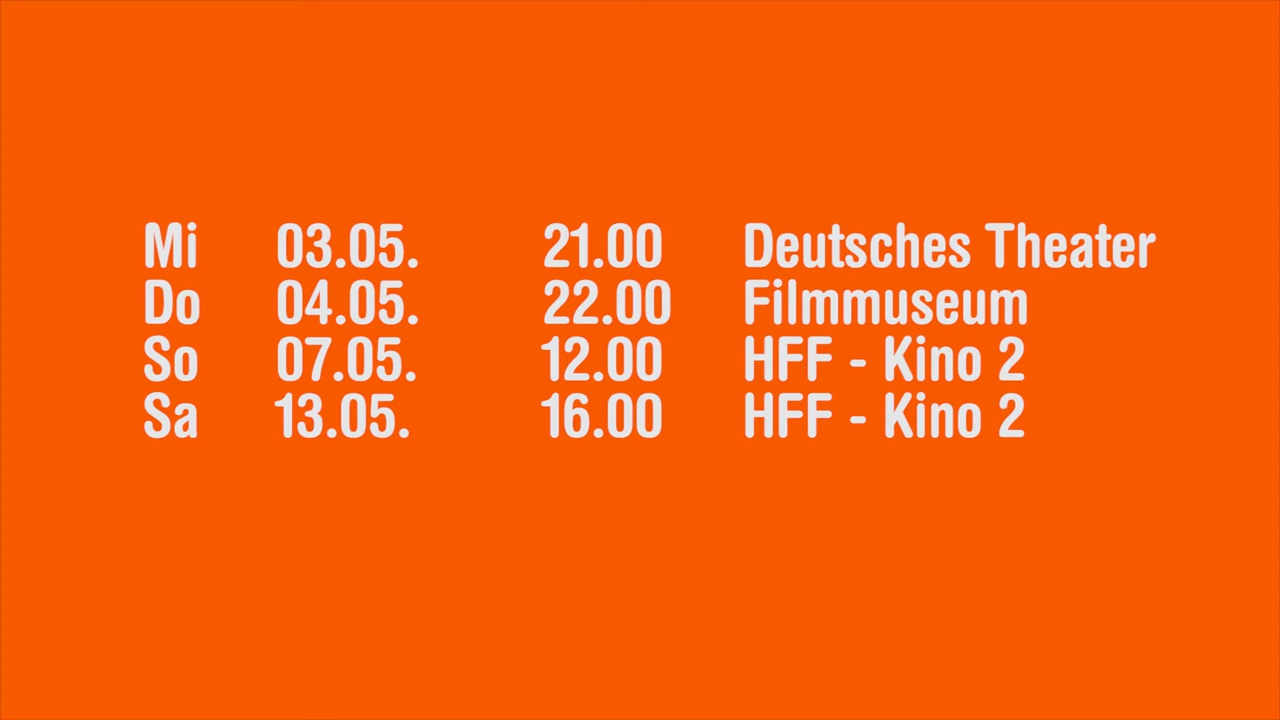 Mi 03.05. 21.00 Deutsches Theater
Do 04.05. 22.00 Filmmuseum
So 07.05. 12.00 HFF - Kino 2
Sa 13.05. 16.00 HFF - Kino 2